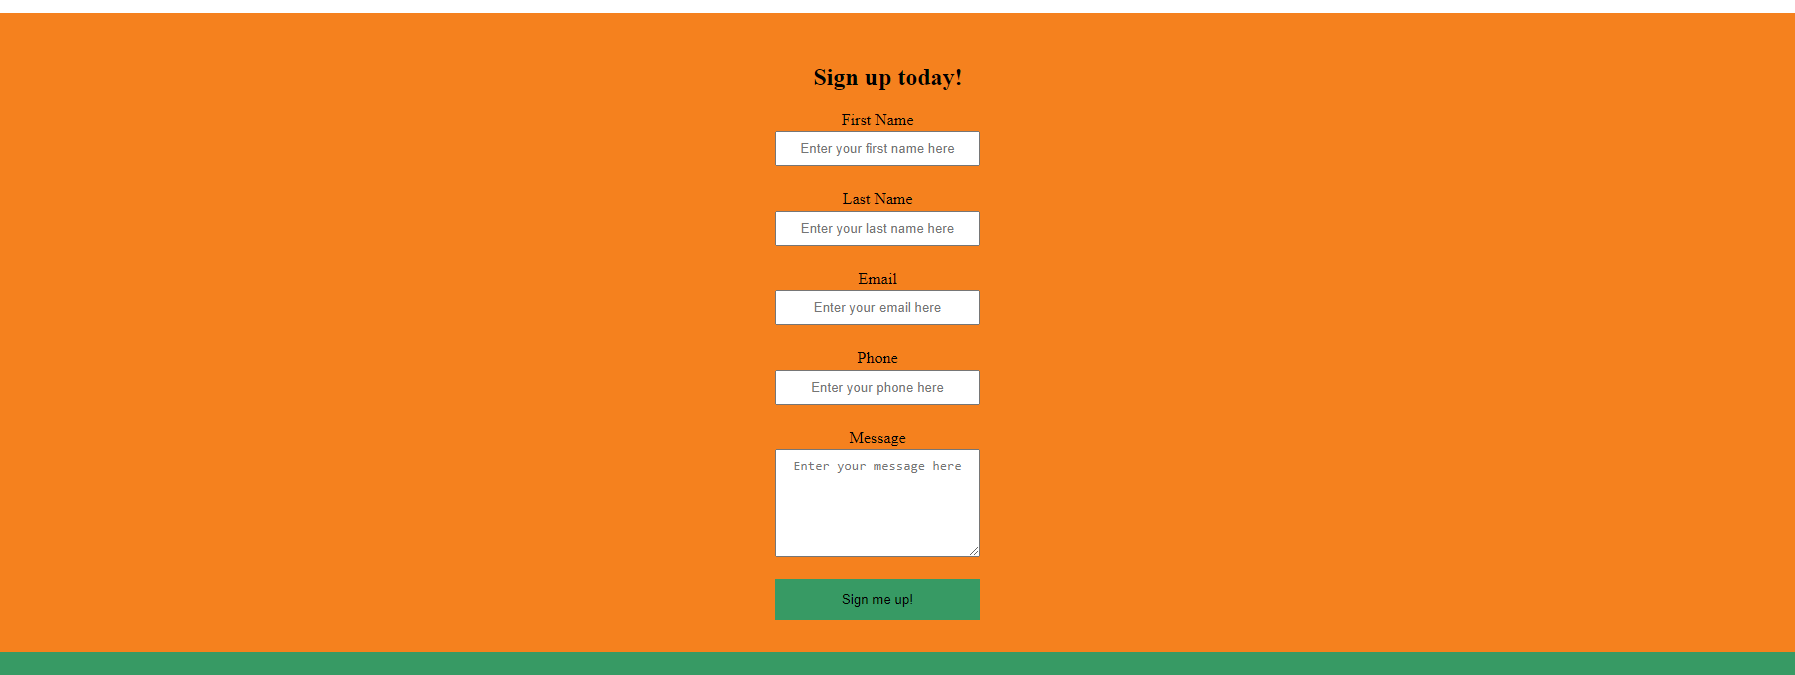 Sign up today!
First Name
Enter your first name here
Last Name
Enter your last name here
Email
Enter your email here
Phone
Enter your phone here
Message
Enter your message here
Sign me up!